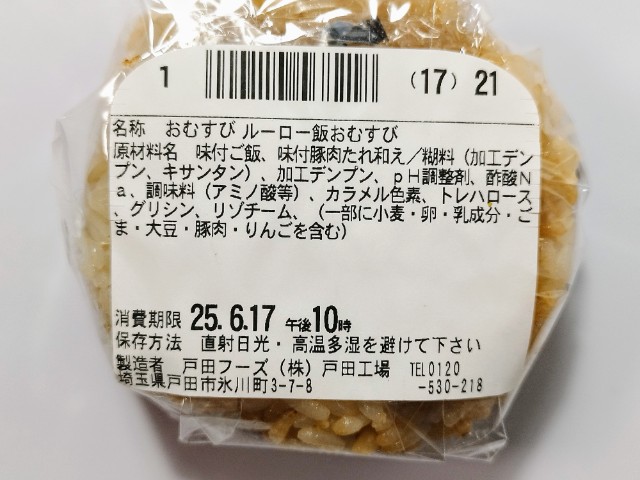 1 (17) 21
名称 おむすび ルーロー飯おむすび
原材料名 味付ご飯、味付豚肉たれ和え／糊料（加工デン
プン、キサンタン）、加工デンプン、pH調整剤、酢酸N
a、調味料（アミノ酸等）、カラメル色素、トレハロース
、グリシン、リゾチーム、（一部に小麦・卵・乳成分・ご
ま・大豆・豚肉・りんごを含む）
消費期限 25.6.17 午後10時
保存方法 直射日光・高温多湿を避けて下さい
製造者 戸田フーズ（株）戸田工場 TEL0120
埼玉県戸田市氷川町3-7-8 -530-218